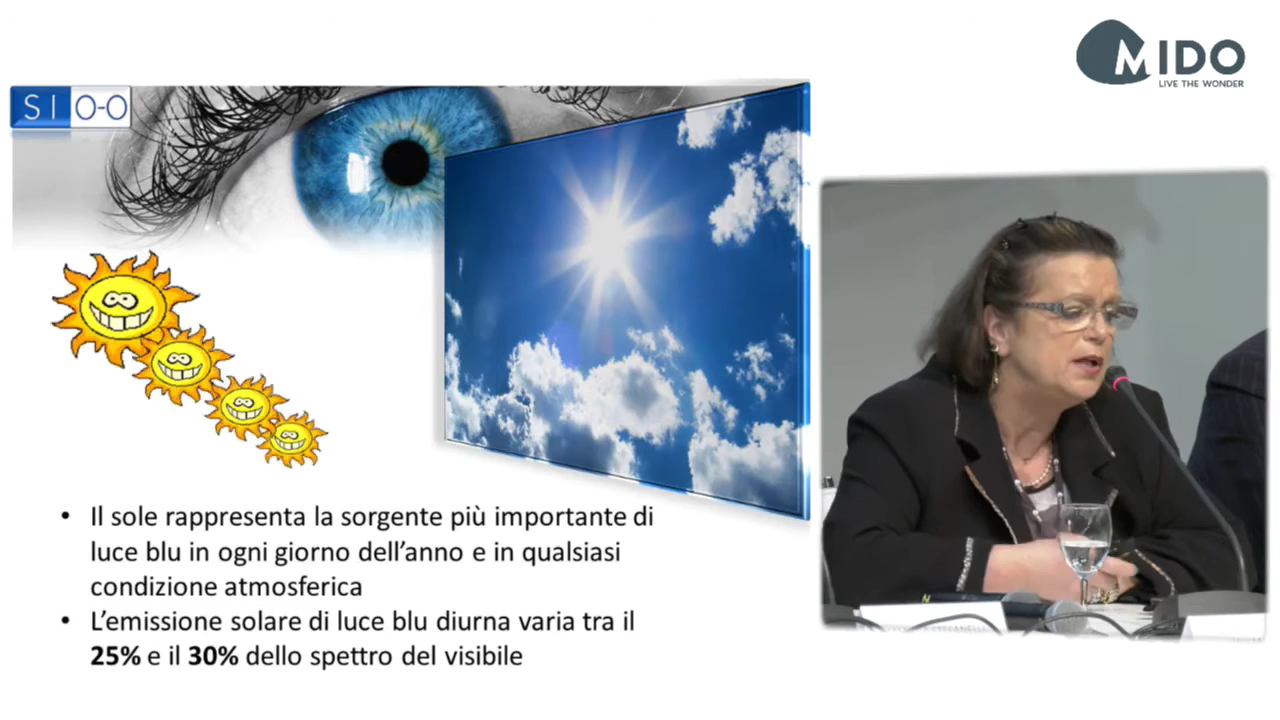 MIDO
LIVE THE WONDER
SI O-O
• Il sole rappresenta la sorgente più importante di
luce blu in ogni giorno dell’anno e in qualsiasi
condizione atmosferica
• L’emissione solare di luce blu diurna varia tra il
25% e il 30% dello spettro del visibile